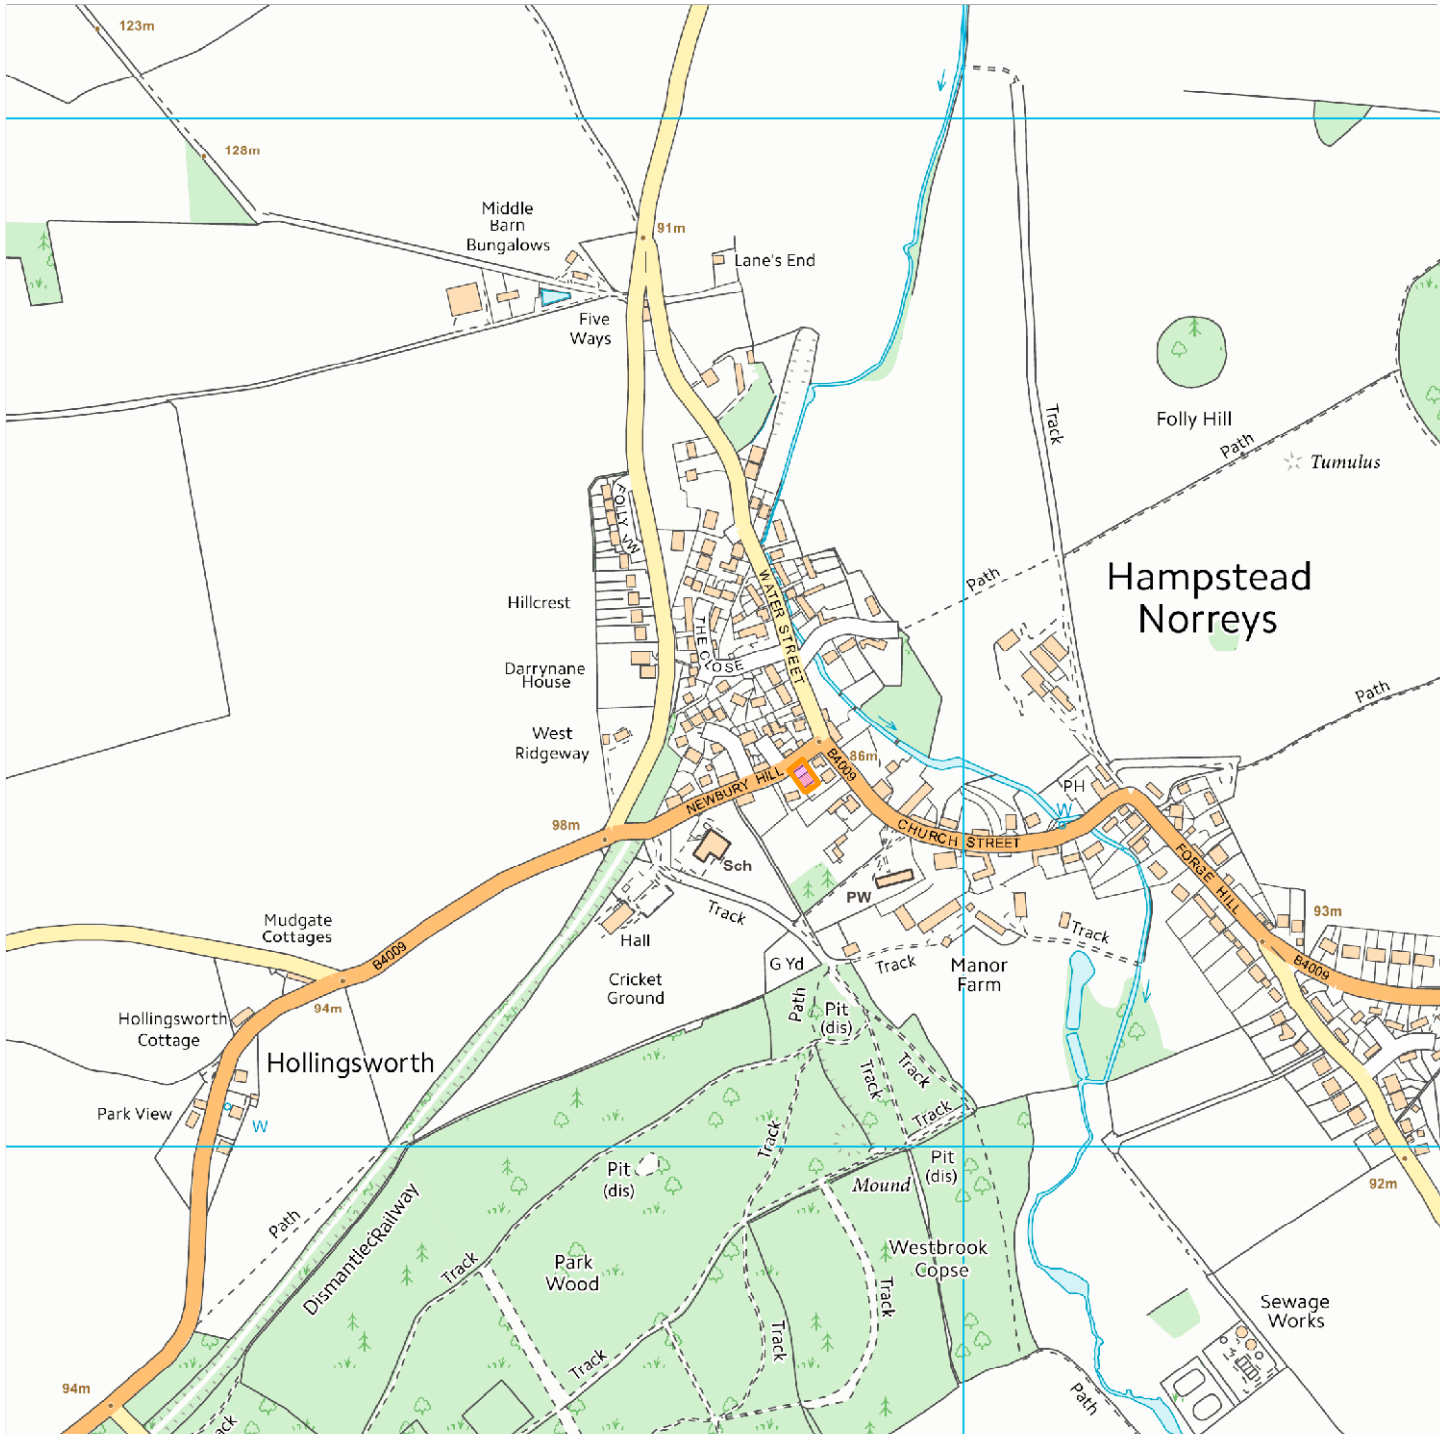 123m
128m
Middle
Barn
Bungalows
91m
Lane's End
Five
Ways
Track
Folly Hill
Path
Tumulus
FOLLY VW
Hampstead
Norreys
Path
WATER STREET
Hillcrest
THE CLOSE
Darrynane
House
Path
West
Ridgeway
86m
B4009
NEWBURY HILL
PH
W
98m
CHURCH STREET
Sch
FORGE HILL
PW
Track
Mudgate
Cottages
93m
Hall
Track
B4009
B4009
G Yd
Track
Manor
Farm
Cricket
Ground
Path
94m
Pit
(dis)
Hollingsworth
Cottage
Hollingsworth
Track
Track
Park View
W
Track
Track
Pit
(dis)
Pit
(dis)
Mound
92m
Path
Dismantled Railway
Westbrook
Copse
Track
Park
Wood
Track
Sewage
Works
Track
Track
94m
Path